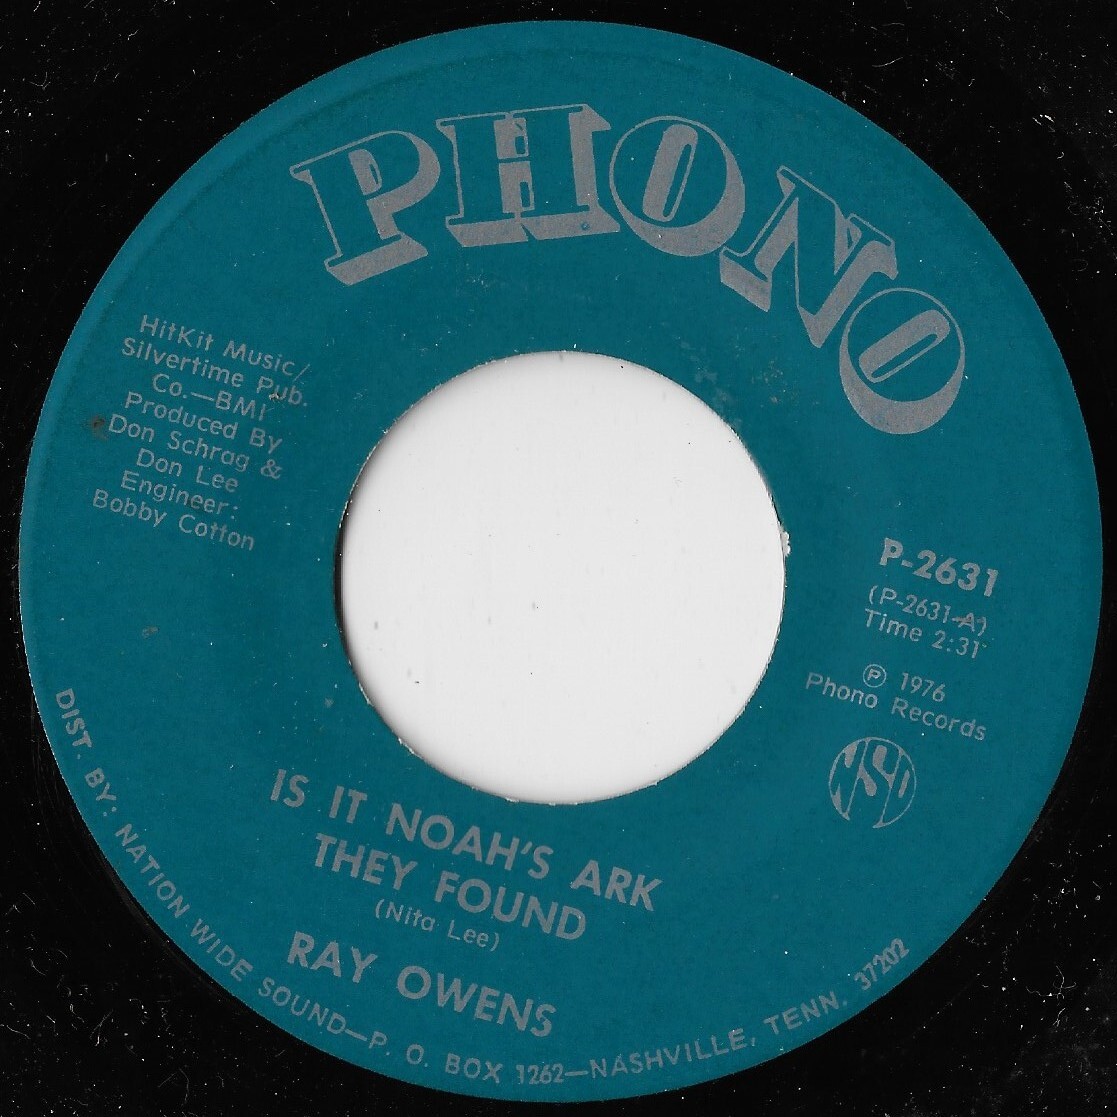 PHONO
HitKit Music/
Silvertime Pub.
Co.—BMI
Produced By
Don Schrag &
Don Lee
Engineer:
Bobby Cotton
P-2631
(P-2631-A)
Time 2:31
Ⓟ 1976
Phono Records
NSD
IS IT NOAH'S ARK
THEY FOUND
(Nita Lee)
RAY OWENS
DIST. BY: NATION WIDE SOUND—P. O. BOX 1262—NASHVILLE, TENN. 37202